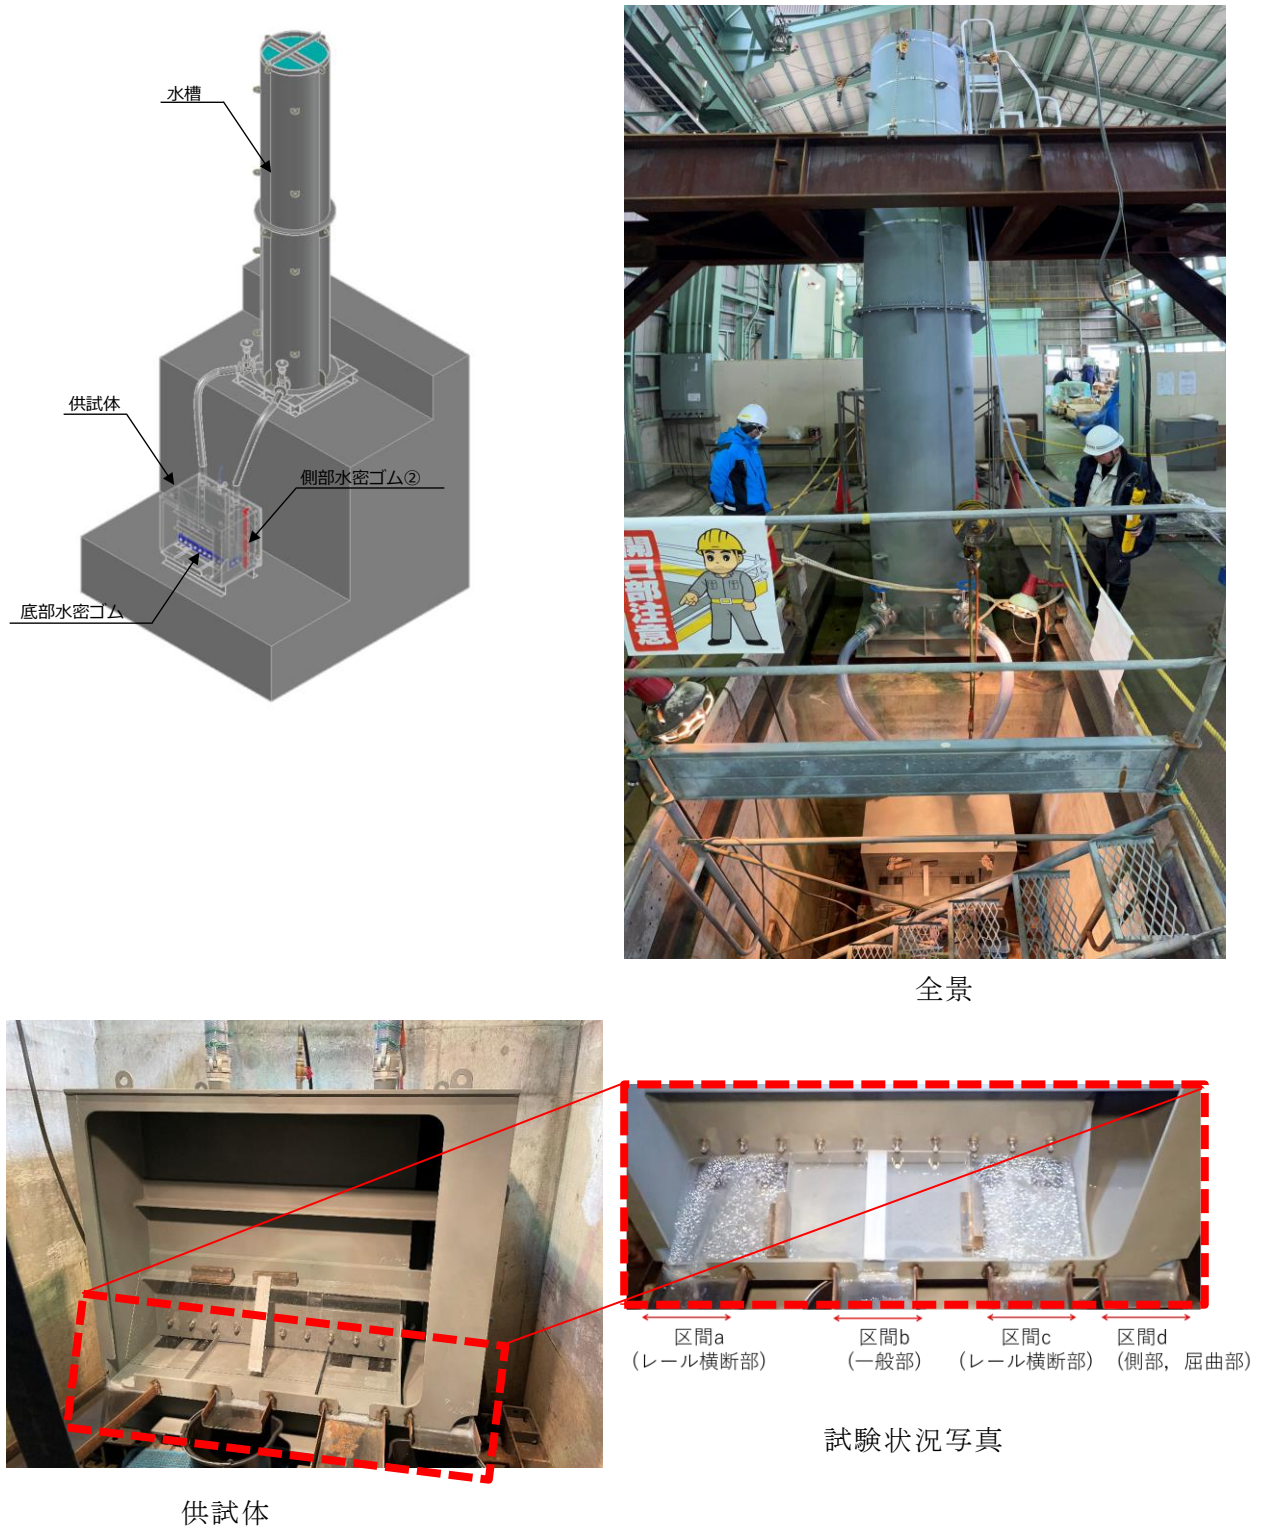 水槽
供試体
側部水密ゴム②
底部水密ゴム
開口部注意
全景
区間a
(レール横断部)
区間b
(一般部)
区間c
(レール横断部)
区間d
(側部，屈曲部)
試験状況写真
供試体